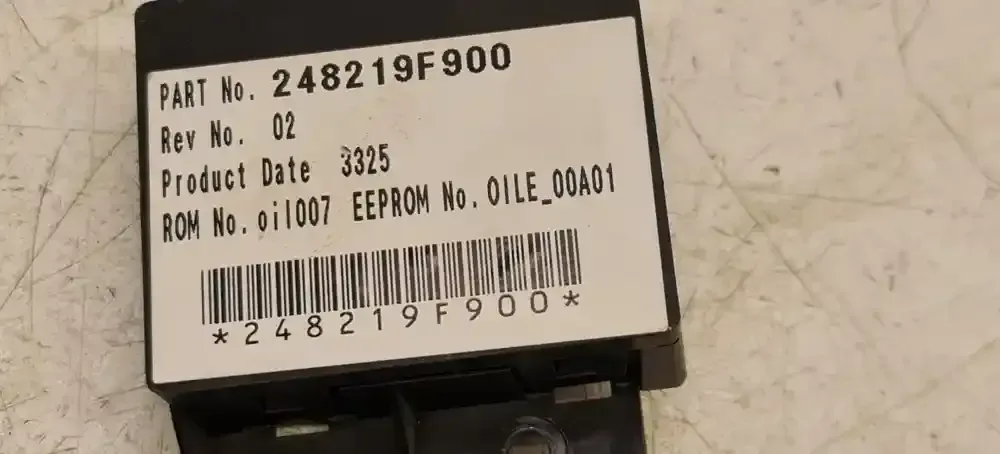 PART No. 248219F900
Rev No. 02
Product Date 3325
ROM No. oil007 EEPROM No. OILE_00A01
*248219F900*